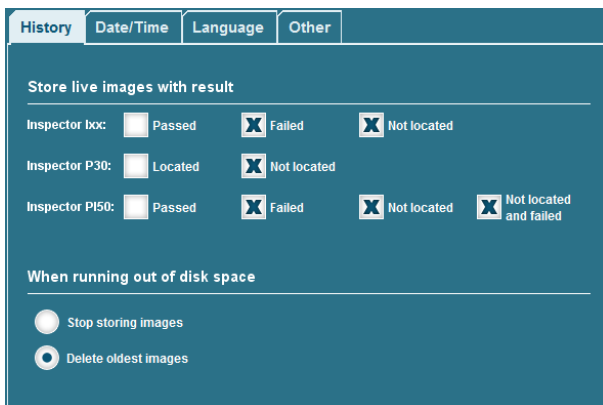 History Date/Time Language Other
Store live images with result
Inspector Ixx: Passed Failed Not located
Inspector P30: Located Not located
Inspector PI50: Passed Failed Not located Not located and failed
When running out of disk space
Stop storing images
Delete oldest images